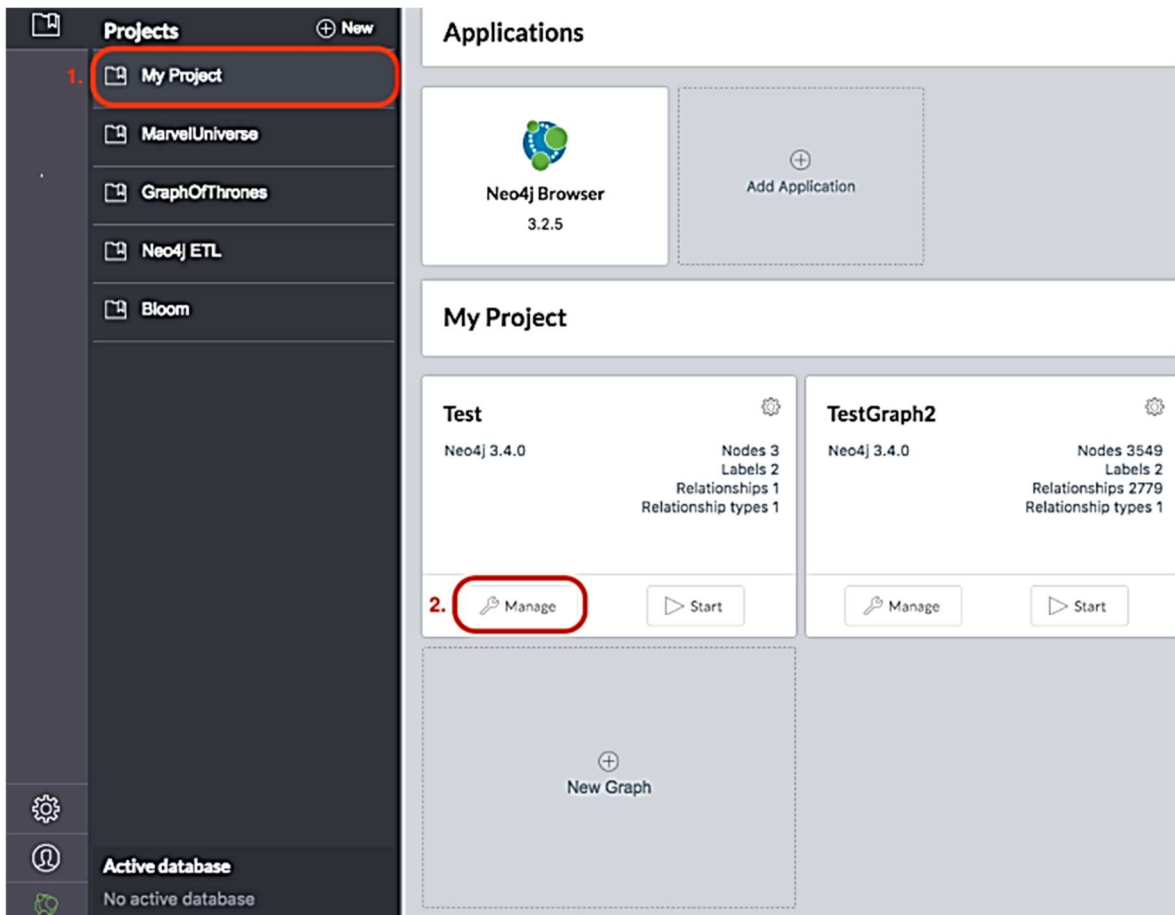 Projects
New
1.
My Project
MarvelUniverse
GraphOfThrones
Neo4j ETL
Bloom
Active database
No active database
Applications
Neo4j Browser
3.2.5
Add Application
My Project
Test
Neo4j 3.4.0
Nodes 3
Labels 2
Relationships 1
Relationship types 1
2.
Manage
Start
TestGraph2
Neo4j 3.4.0
Nodes 3549
Labels 2
Relationships 2779
Relationship types 1
Manage
Start
New Graph